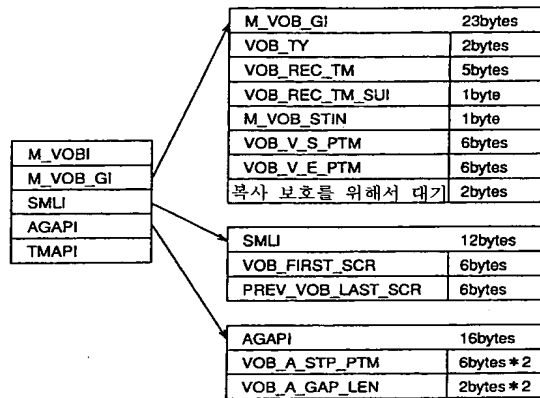 M_VOBI
M_VOB_GI
SMLI
AGAPI
TMAPI
M_VOB_GI 23bytes
VOB_TY 2bytes
VOB_REC_TM 5bytes
VOB_REC_TM_SUI 1byte
M_VOB_STIN 1byte
VOB_V_S_PTM 6bytes
VOB_V_E_PTM 6bytes
복사 보호를 위해서 대기 2bytes
SMLI 12bytes
VOB_FIRST_SCR 6bytes
PREV_VOB_LAST_SCR 6bytes
AGAPI 16bytes
VOB_A_STP_PTM 6bytes*2
VOB_A_GAP_LEN 2bytes*2